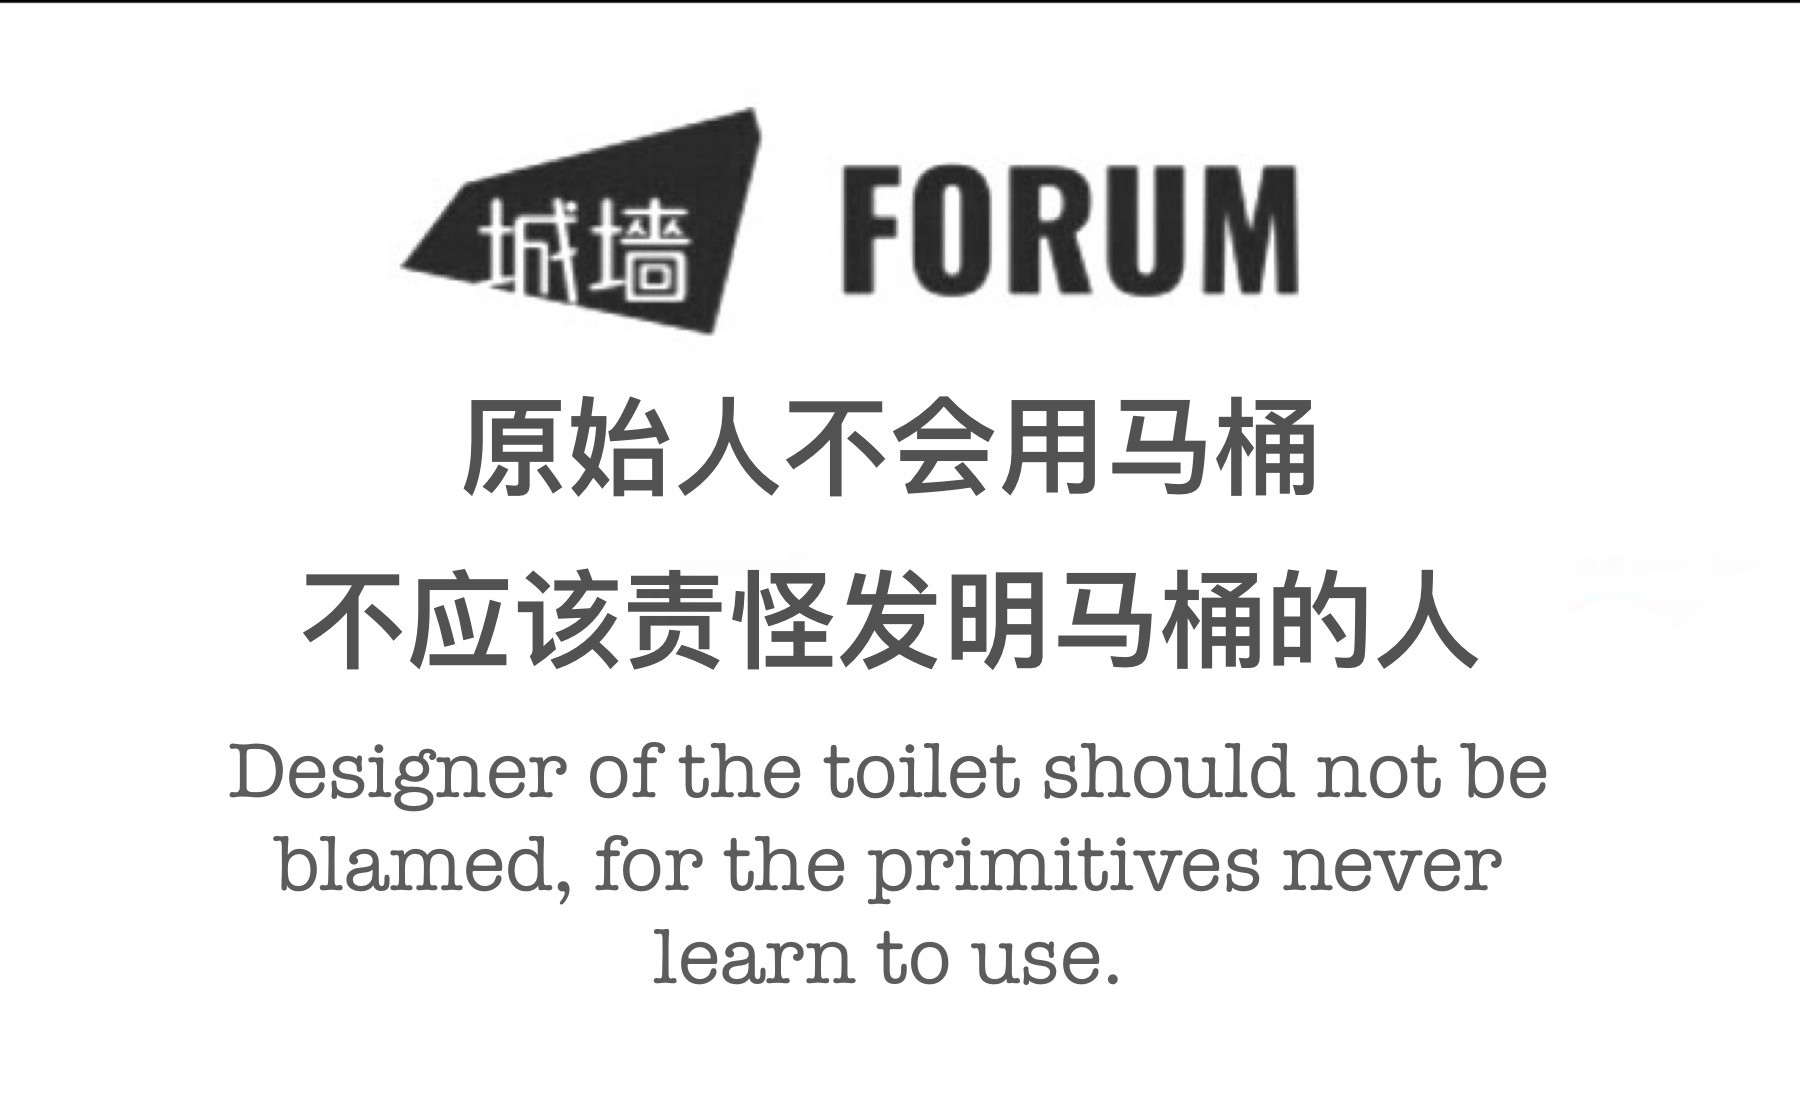 城墙 FORUM
原始人不会用马桶
不应该责怪发明马桶的人
Designer of the toilet should not be
blamed, for the primitives never
learn to use.